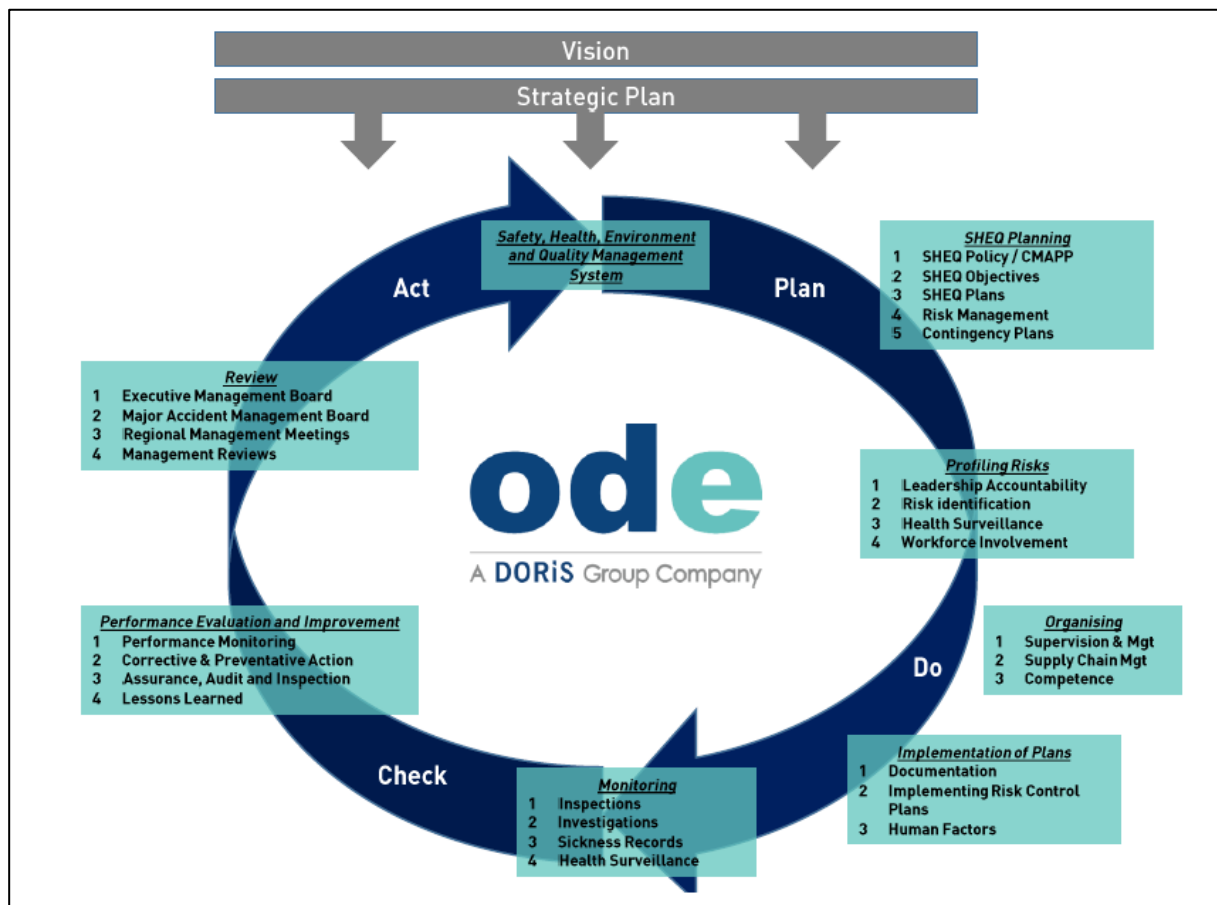 Vision
Strategic Plan
Safety, Health, Environment
and Quality Management
System
Act
Plan
SHEQ Planning
1 SHEQ Policy / CMAPP
2 SHEQ Objectives
3 SHEQ Plans
4 Risk Management
5 Contingency Plans
Review
1 Executive Management Board
2 Major Accident Management Board
3 Regional Management Meetings
4 Management Reviews
ode
A DORiS Group Company
Profiling Risks
1 Leadership Accountability
2 Risk identification
3 Health Surveillance
4 Workforce Involvement
Performance Evaluation and Improvement
1 Performance Monitoring
2 Corrective & Preventative Action
3 Assurance, Audit and Inspection
4 Lessons Learned
Organising
1 Supervision & Mgt
2 Supply Chain Mgt
3 Competence
Do
Implementation of Plans
1 Documentation
2 Implementing Risk Control
Plans
3 Human Factors
Check
Monitoring
1 Inspections
2 Investigations
3 Sickness Records
4 Health Surveillance